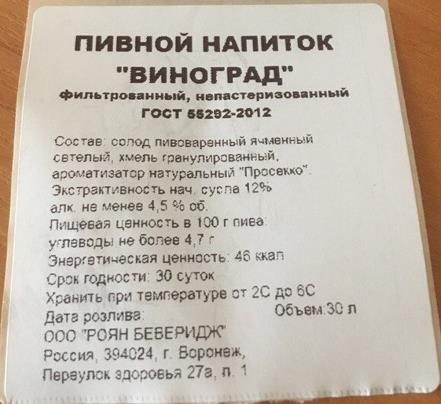 ПИВНОЙ НАПИТОК
"ВИНОГРАД"
фильтрованный, непастеризованный
ГОСТ 55292-2012
Состав: солод пивоваренный ячменный
светелый, хмель гранулированный,
ароматизатор натуральный "Просекко".
Экстрактивность нач. сусла 12%
алк. не менее 4,5 % об.
Пищевая ценность в 100 г пива:
углеводы не более 4,7 г
Энергетическая ценность: 46 ккал
Срок годности: 30 суток
Хранить при температуре от 2С до 6С
Дата розлива: Объем:30 л
ООО "РОЯН БЕВЕРИДЖ"
Россия, 394024, г. Воронеж,
Переулок здоровья 27а, п. 1